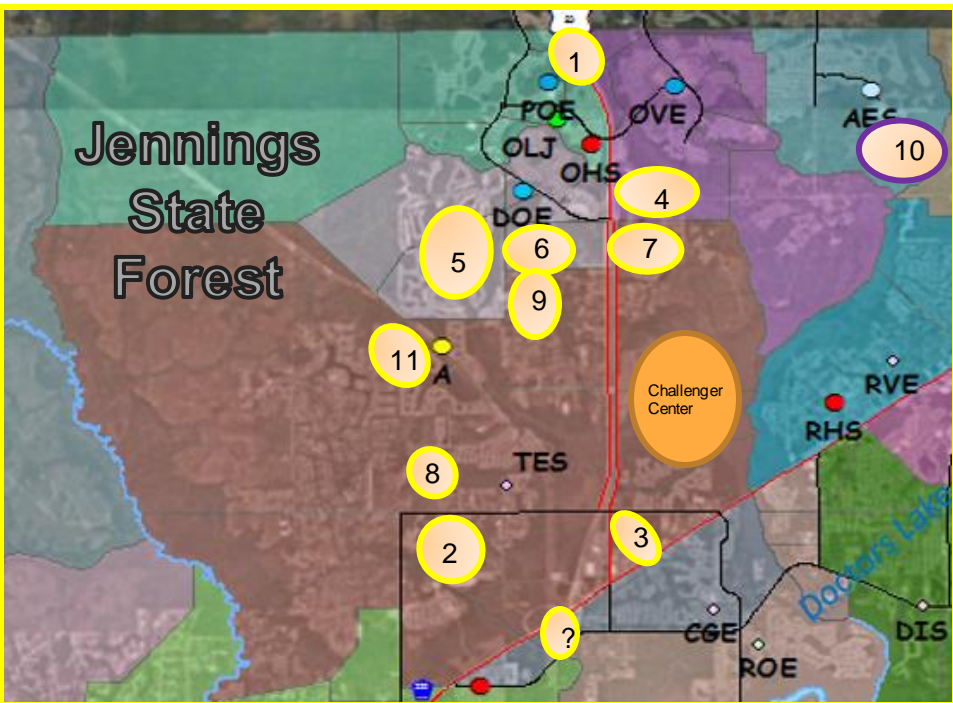 1
POE
OVE
AES
OLJ
OHS
10
Jennings
State
Forest
4
DOE
5
6
7
9
11
A
Challenger
Center
RVE
RHS
8
TES
2
3
Doctors Lake
?
CGE
DIS
ROE